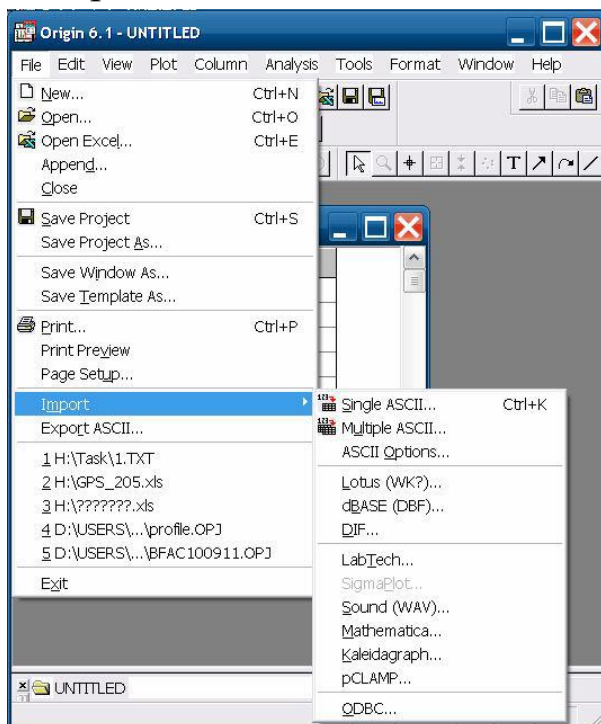 Origin 6.1 - UNTITLED
File Edit View Plot Column Analysis Tools Format Window Help
New... Ctrl+N
Open... Ctrl+O
Open Excel... Ctrl+E
Append...
Close
Save Project Ctrl+S
Save Project As...
Save Window As...
Save Template As...
Print... Ctrl+P
Print Preview
Page Setup...
Import
Export ASCII...
1 H:\Task\1.TXT
2 H:\GPS_205.xls
3 H:\???????.xls
4 D:\USERS\...\profile.OPJ
5 D:\USERS\...\BFAC100911.OPJ
Exit
Single ASCII... Ctrl+K
Multiple ASCII...
ASCII Options...
Lotus (WK?)...
dBASE (DBF)...
DIF...
LabTech...
SigmaPlot...
Sound (WAV)...
Mathematica...
Kaleidagraph...
pCLAMP...
ODBC...
T
UNTITLED